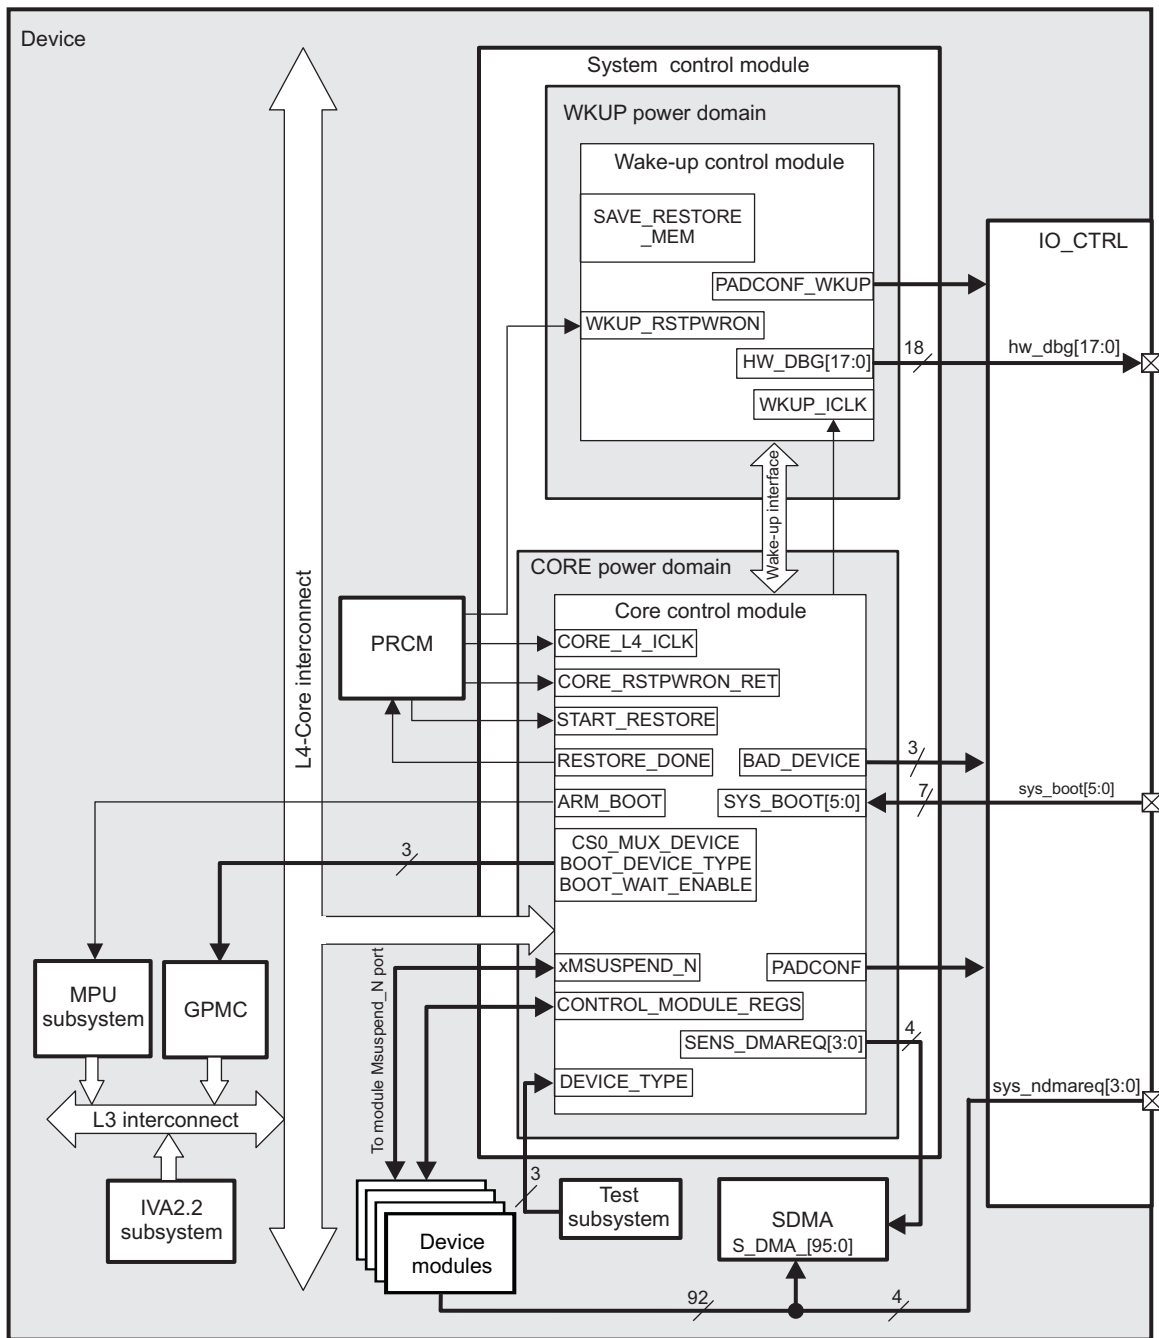 Device
System control module
WKUP power domain
Wake-up control module
SAVE_RESTORE
_MEM
IO_CTRL
PADCONF_WKUP
WKUP_RSTPWRON
18
hw_dbg[17:0]
HW_DBG[17:0]
WKUP_ICLK
Wake-up interface
CORE power domain
Core control module
L4-Core interconnect
PRCM
CORE_L4_ICLK
CORE_RSTPWRON_RET
START_RESTORE
RESTORE_DONE
BAD_DEVICE
3
ARM_BOOT
SYS_BOOT[5:0]
7
sys_boot[5:0]
3
CS0_MUX_DEVICE
BOOT_DEVICE_TYPE
BOOT_WAIT_ENABLE
To module Msuspend_N port
xMSUSPEND_N
PADCONF
MPU
subsystem
GPMC
CONTROL_MODULE_REGS
SENS_DMAREQ[3:0]
4
DEVICE_TYPE
sys_ndmareq[3:0]
L3 interconnect
IVA2.2
subsystem
3
Test
subsystem
SDMA
S_DMA_[95:0]
Device
modules
92
4